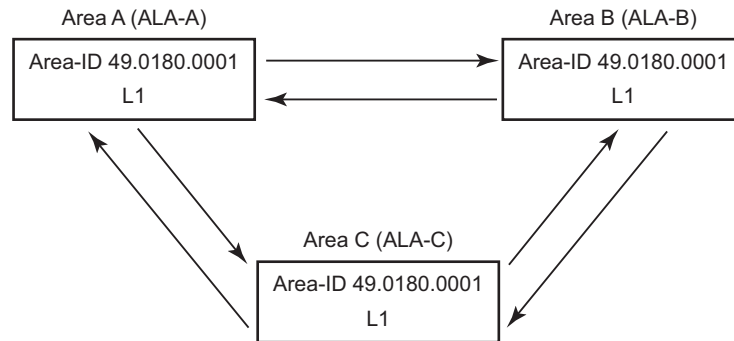 Area A (ALA-A)
Area-ID 49.0180.0001
L1
Area B (ALA-B)
Area-ID 49.0180.0001
L1
Area C (ALA-C)
Area-ID 49.0180.0001
L1